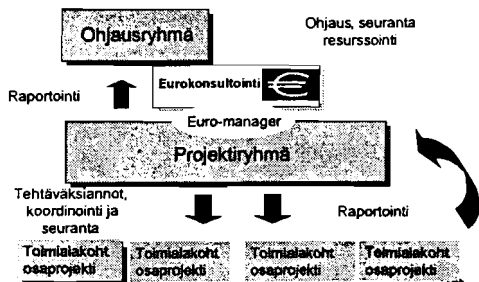 Ohjausryhmä
Ohjaus, seuranta
resurssointi
Raportointi
Eurokonsultointi
€
Euro-manager
Projektiryhmä
Tehtäväksiannot,
koordinointi ja
seuranta
Raportointi
Toimialakoht
osaprojekti
Toimialakoht
osaprojekti
Toimialakoht
osaprojekti
Toimialakoht
osaprojekti